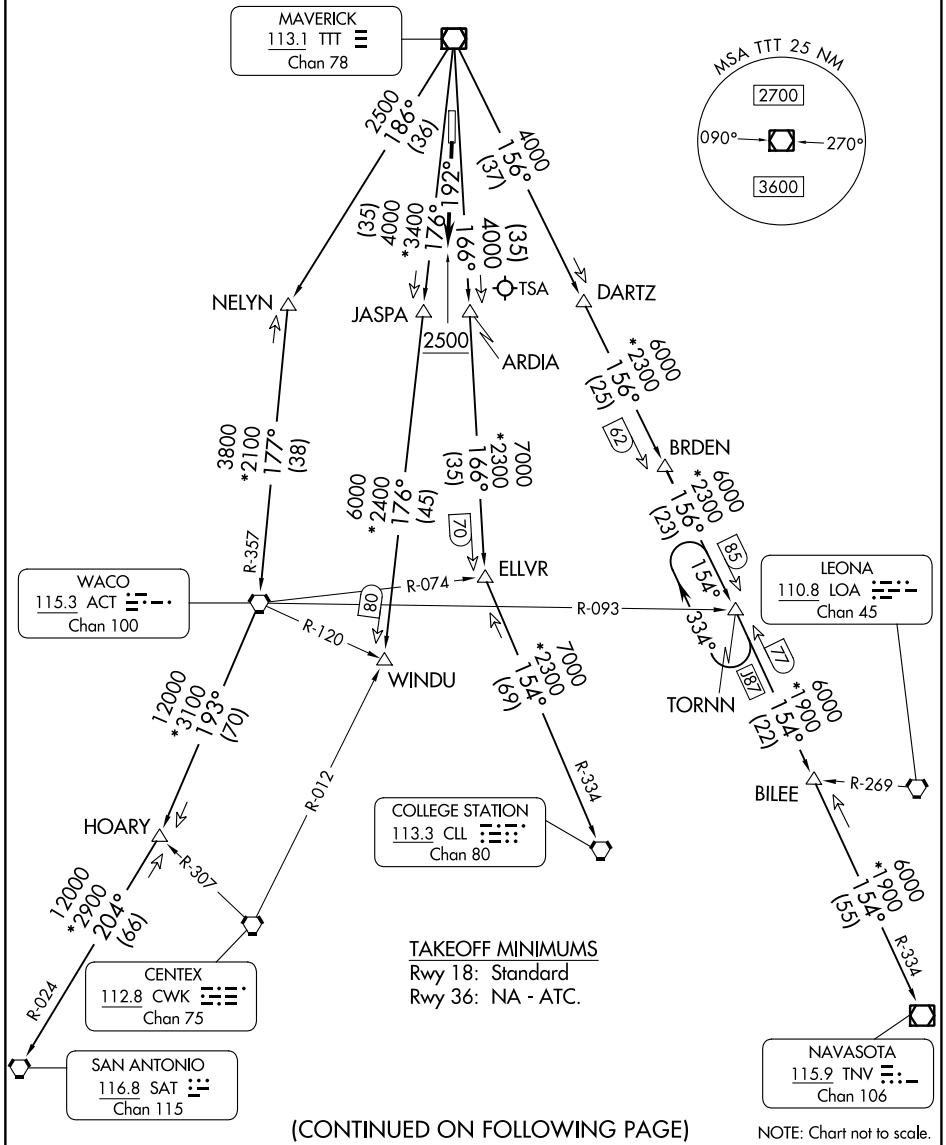 MAVERICK
113.1 TTT
Chan 78
MSA TTT 25 NM
2700
090°
270°
3600
2500
186°
(36)
(35)
4000
*3400
176°
192°
166°
4000
(35)
4000
156°
(37)
TSA
NELYN
JASPA
2500
ARDIA
DARTZ
6000
*2300
156°
(25)
62
BRDEN
3800
*2100
177°
(38)
6000
*2400
176°
(45)
7000
*2300
166°
(35)
70
6000
*2300
156°
(23)
85
R-357
WACO
115.3 ACT
Chan 100
R-074
ELLVR
80
R-093
R-120
WINDU
154°
334°
J87
77
TORNN
LEONA
110.8 LOA
Chan 45
12000
*3100
193°
(70)
7000
*2300
154°
(69)
6000
*1900
154°
(22)
R-012
BILEE
R-269
HOARY
R-307
COLLEGE STATION
113.3 CLL
Chan 80
R-334
12000
*2900
204°
(66)
R-024
6000
*1900
154°
(55)
R-334
CENTEX
112.8 CWK
Chan 75
TAKEOFF MINIMUMS
Rwy 18: Standard
Rwy 36: NA - ATC.
SAN ANTONIO
116.8 SAT
Chan 115
NAVASOTA
115.9 TNV
Chan 106
(CONTINUED ON FOLLOWING PAGE)
NOTE: Chart not to scale.